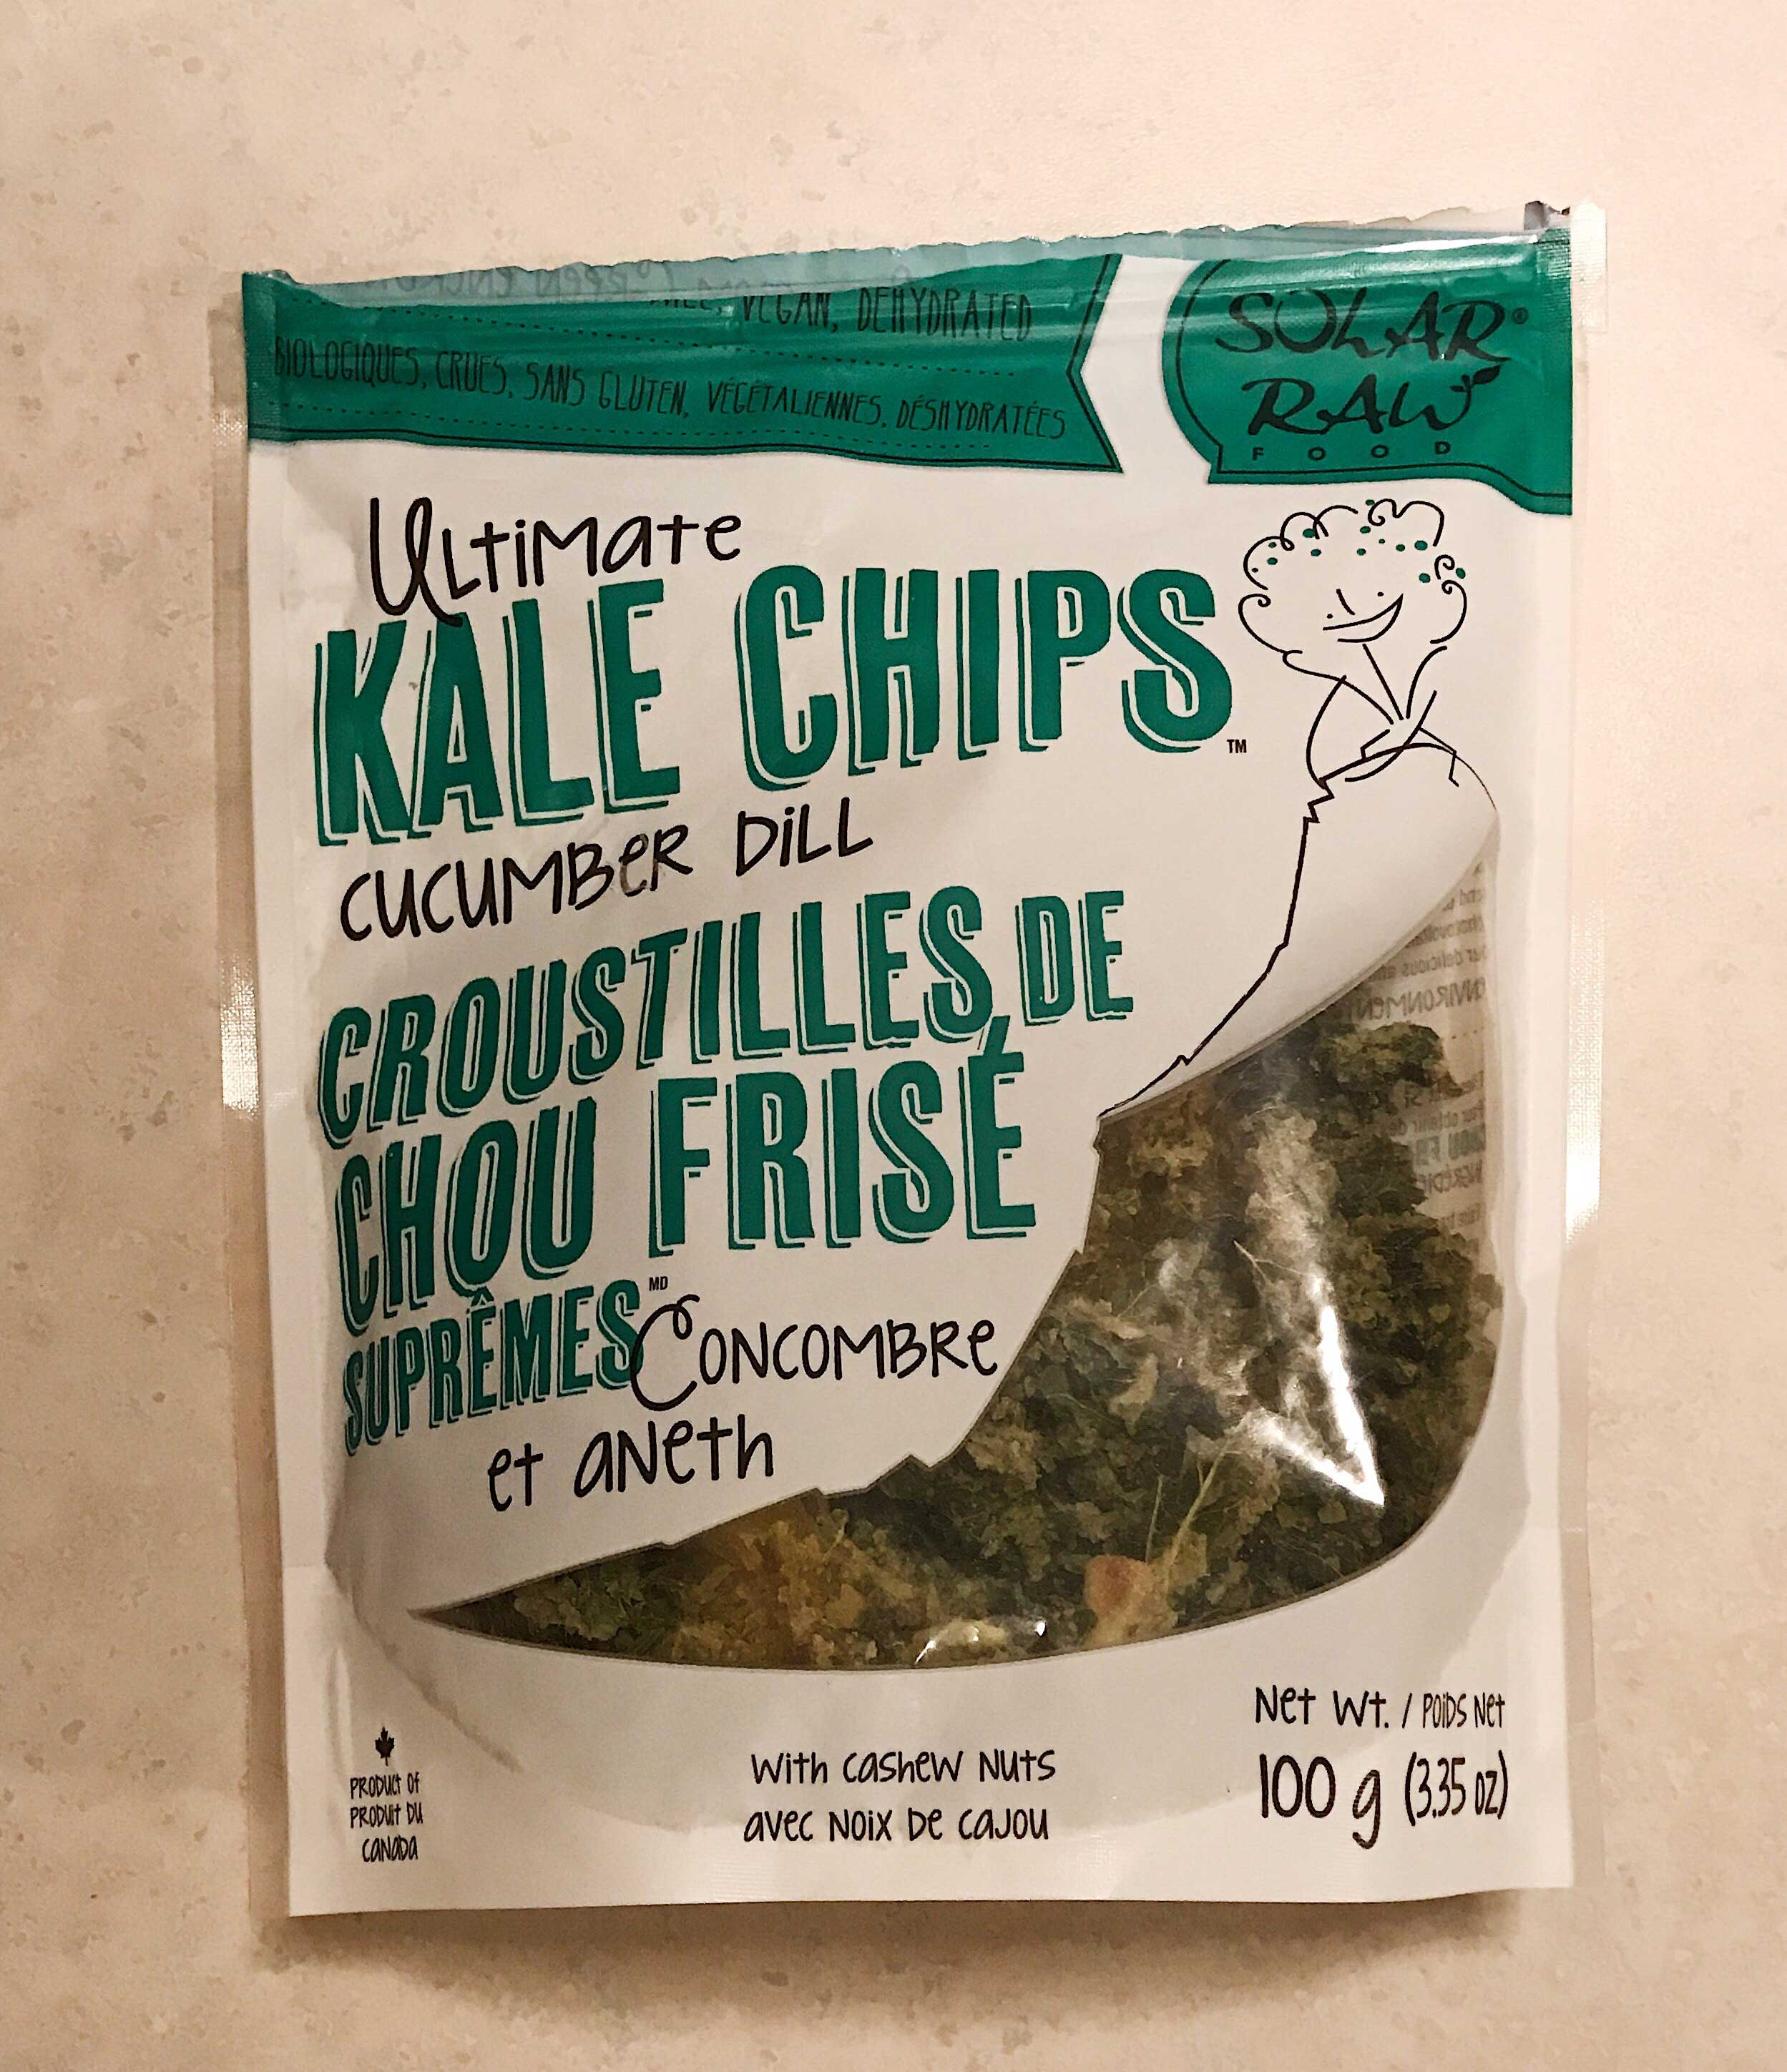 VEGAN, DEHYDRATED
BIOLOGIQUES, CRUES, SANS GLUTEN, VÉGÉTALIENNES, DÉSHYDRATÉES
SOLAR®
RAW
FOOD
Ultimate
KALE CHIPS™
CUCUMBER DILL
CROUSTILLES DE
CHOU FRISÉ
SUPRÊMES MD CONCOMBRE
et aNeth
PRODUCT OF
PRODUIT DU
CANADA
With cashew Nuts
avec Noix De cajou
Net Wt. / POIDS Net
100 g (3.35 oz)